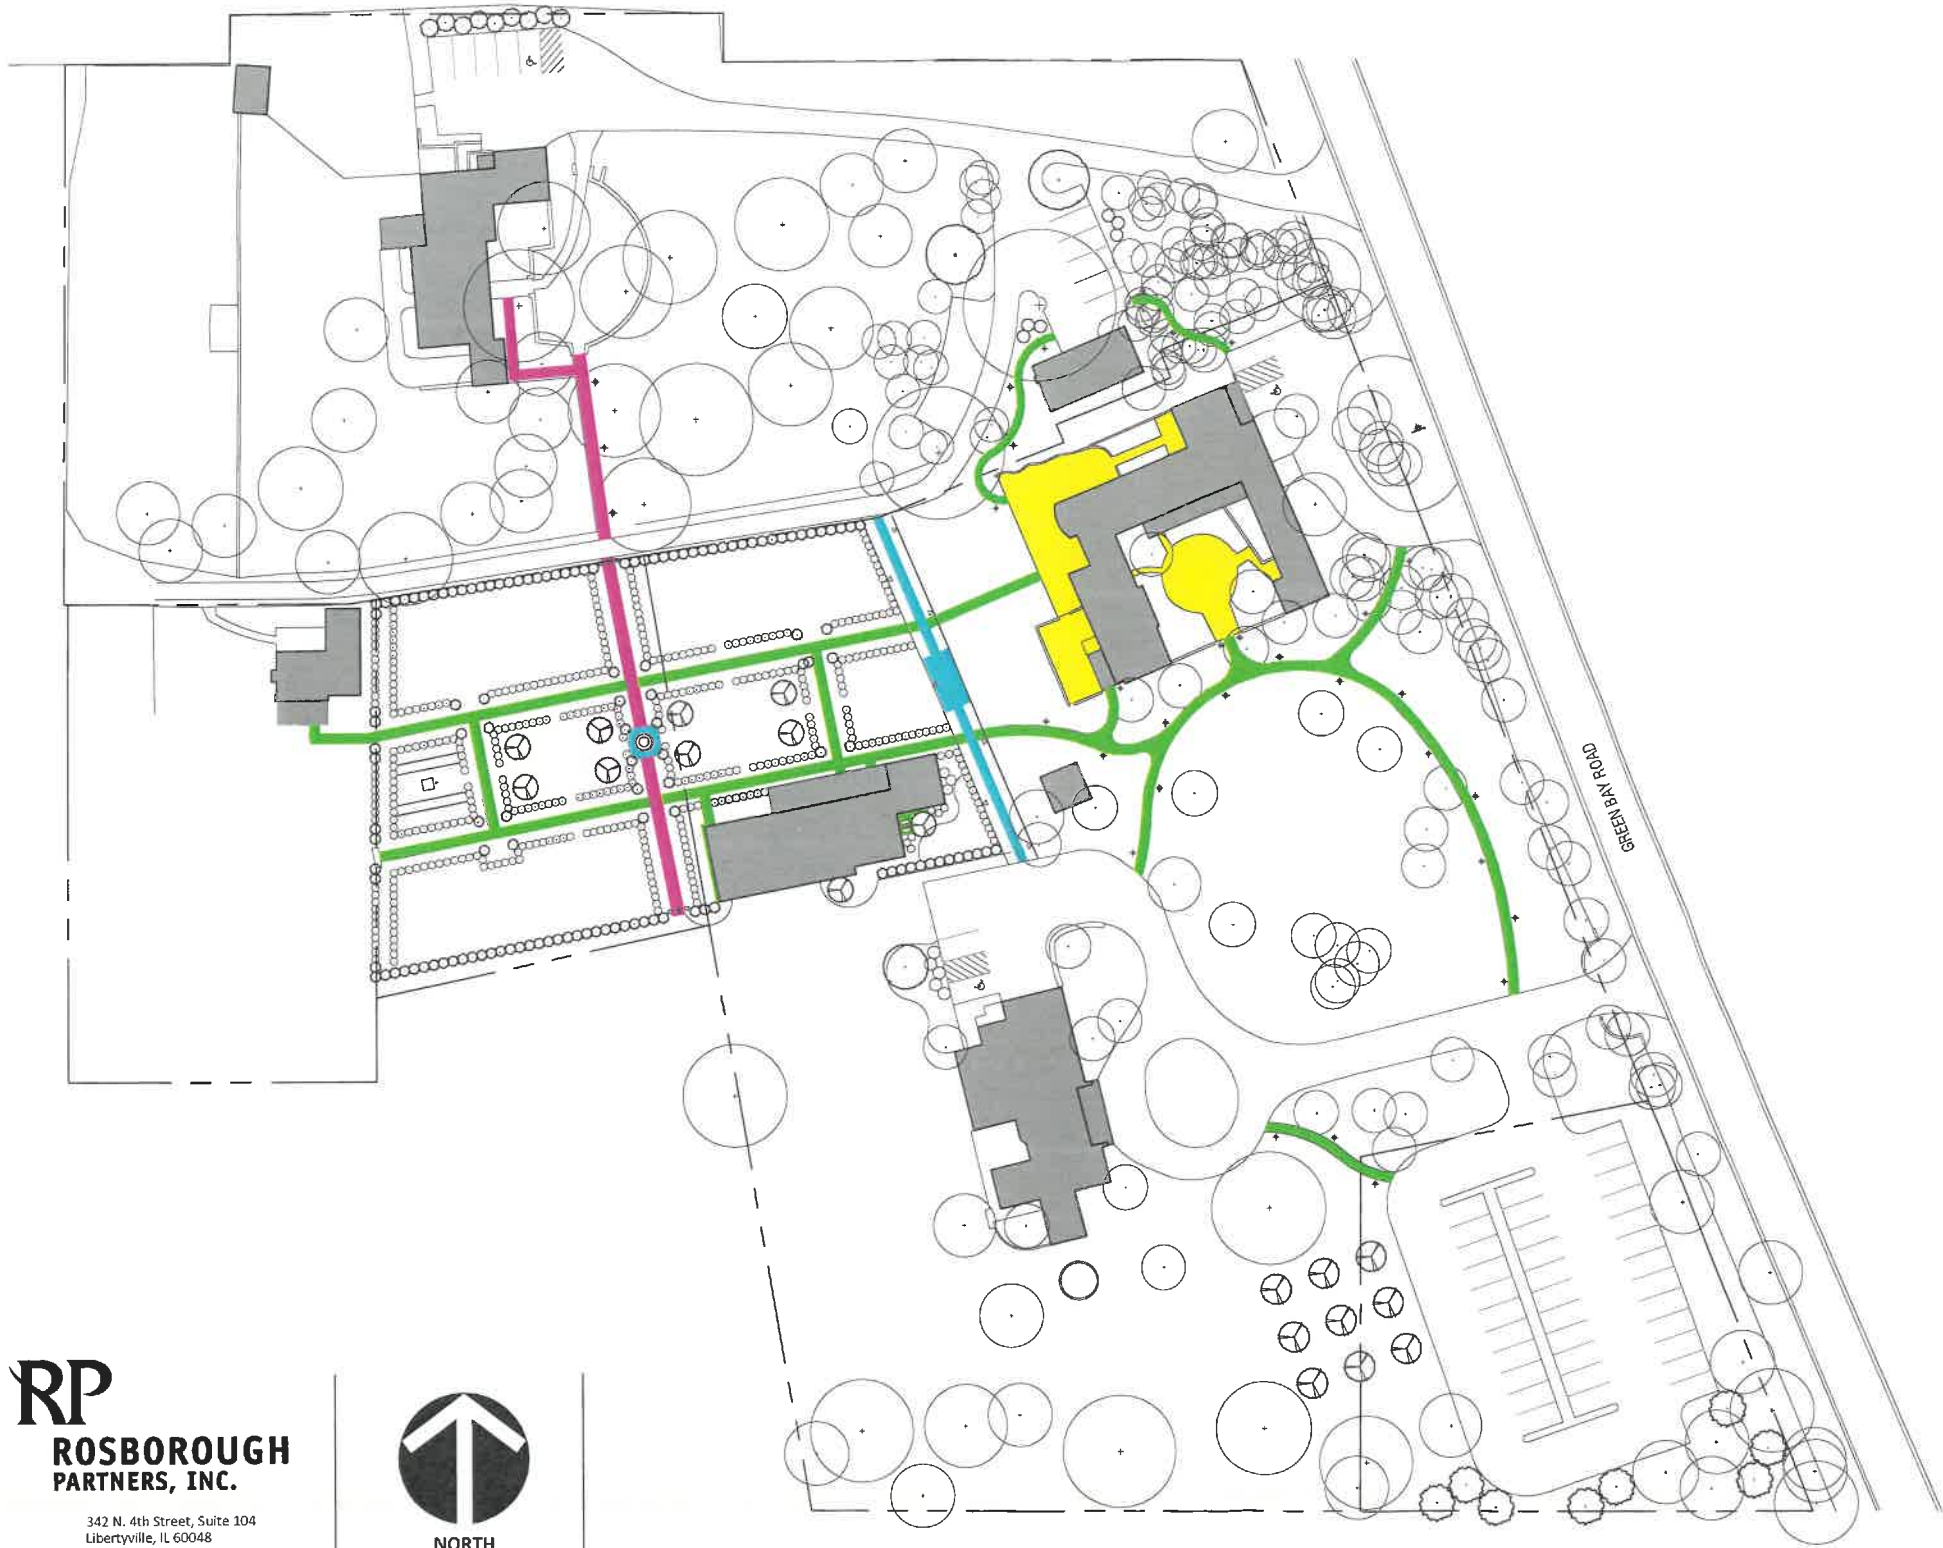 GREEN BAY ROAD
RP
ROSBOROUGH
PARTNERS, INC.
342 N. 4th Street, Suite 104
Libertyville, IL 60048
NORTH